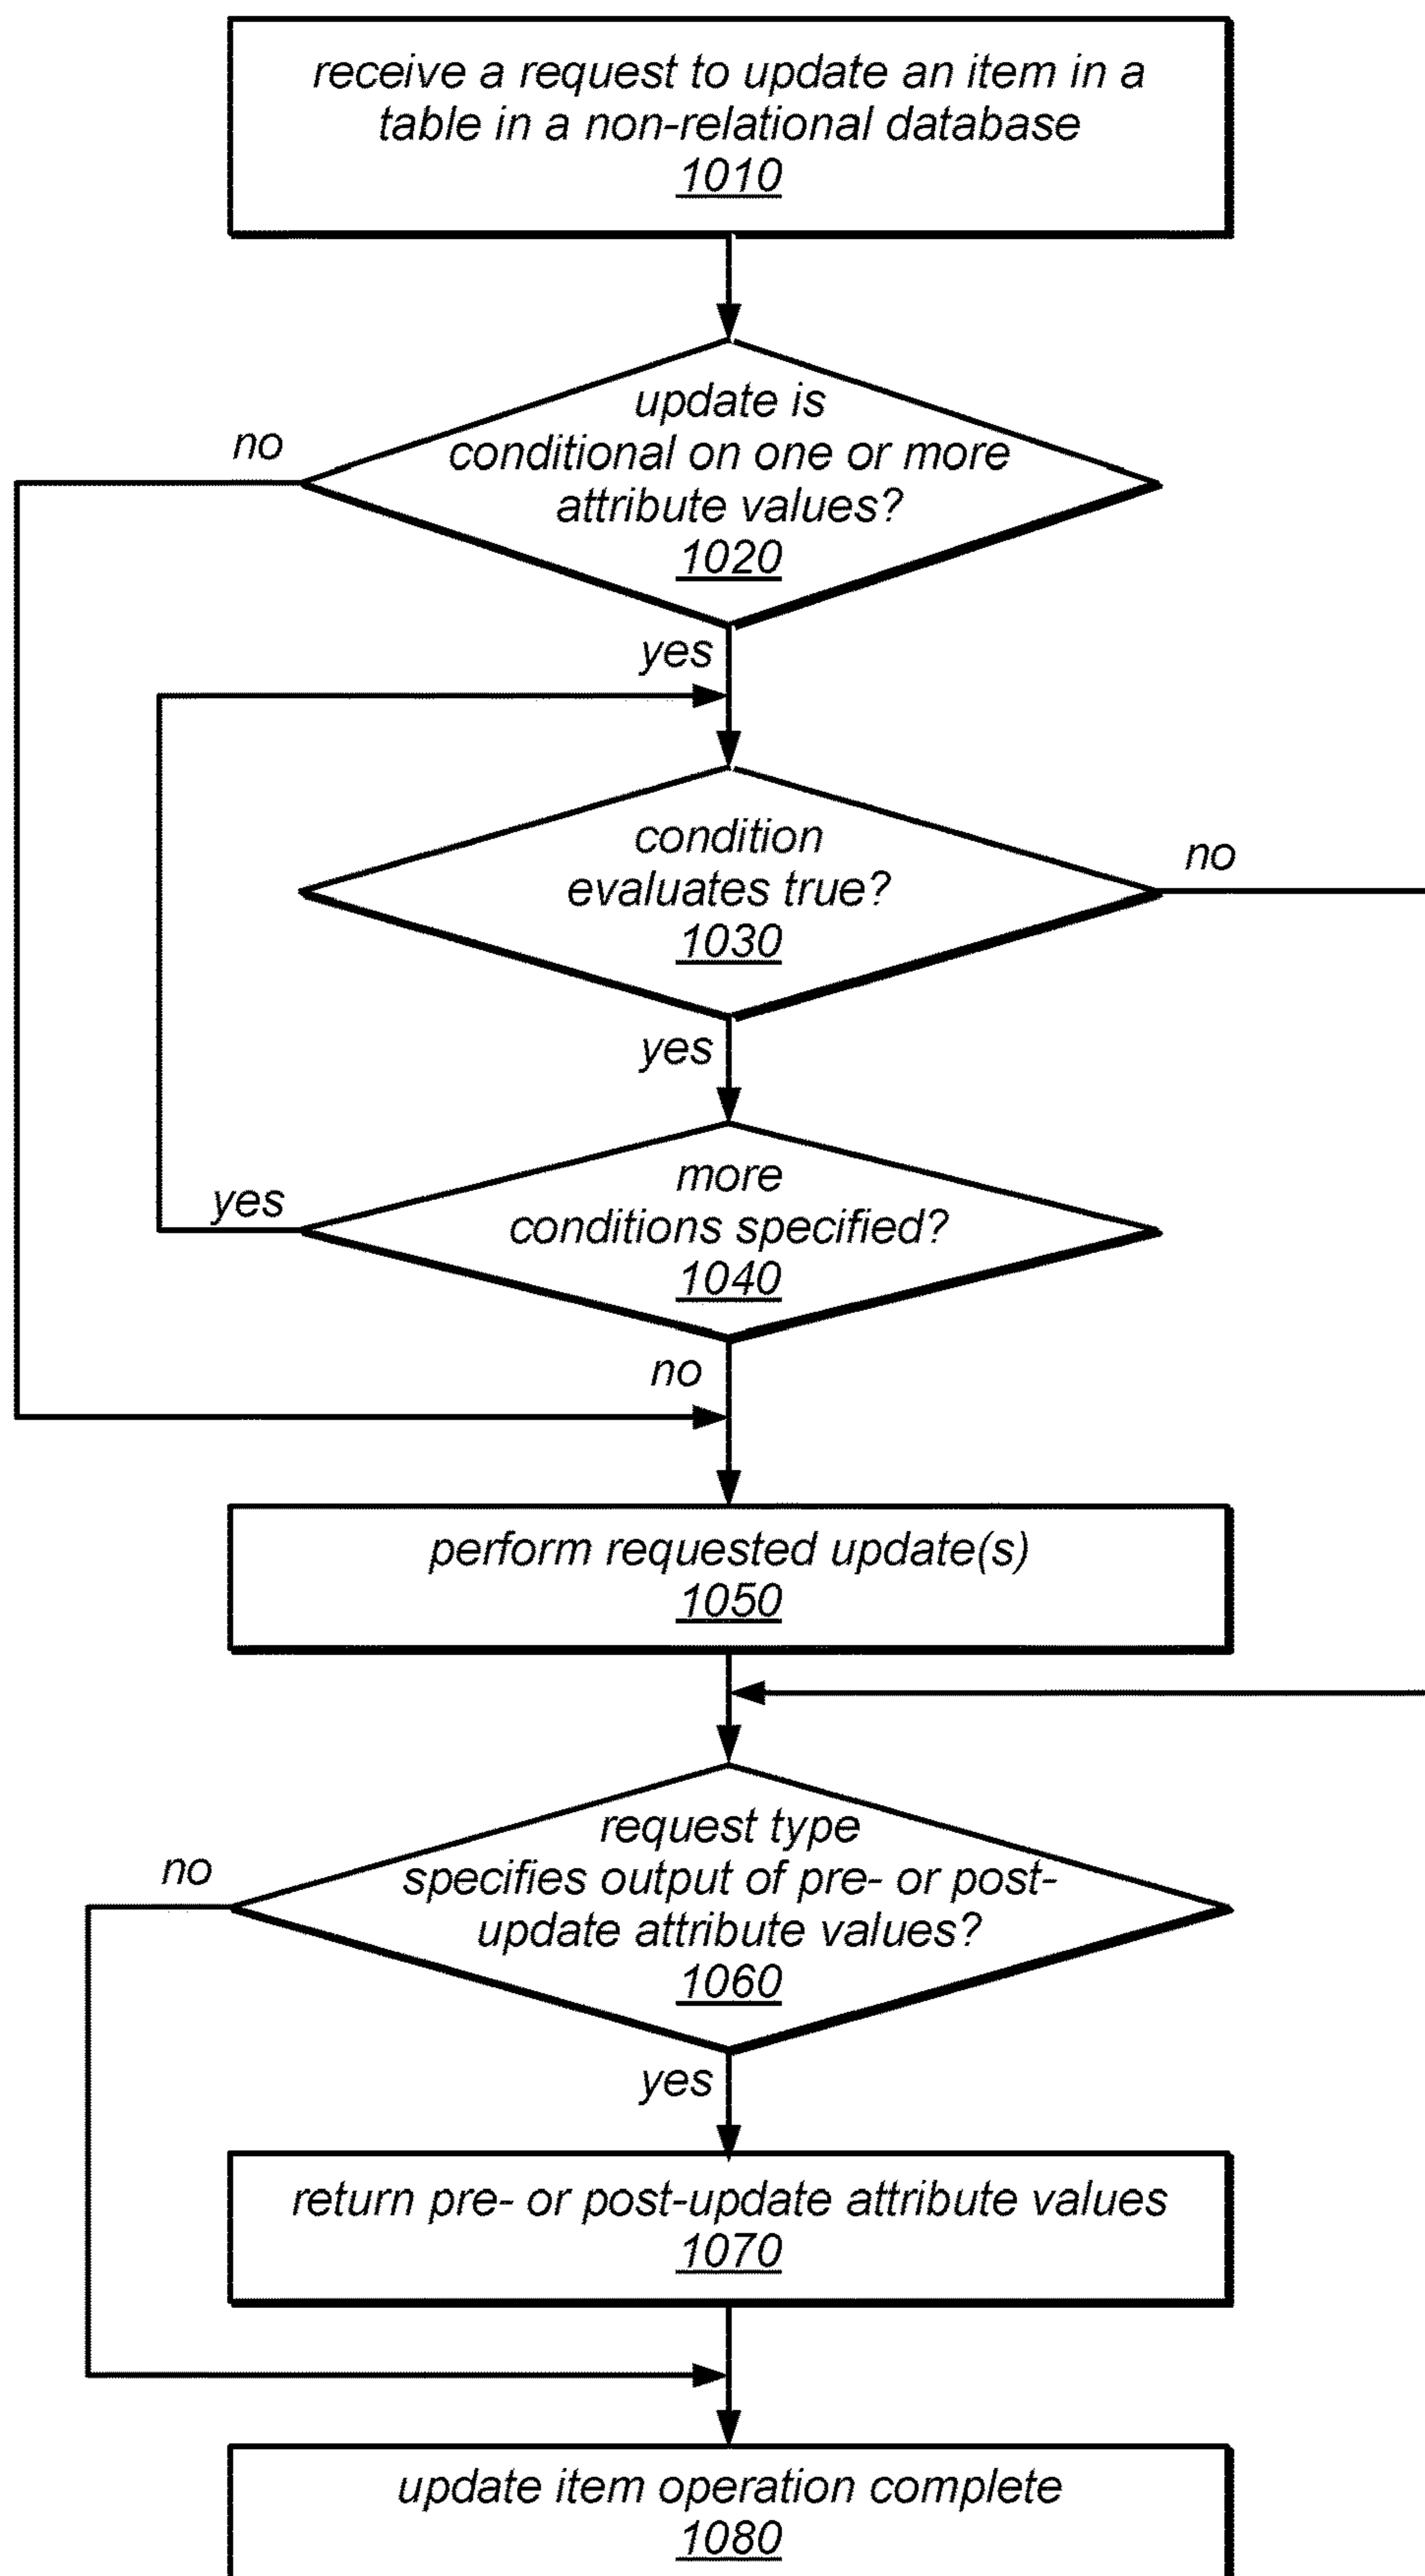 receive a request to update an item in a
table in a non-relational database
1010
update is
conditional on one or more
attribute values?
1020
no
yes
condition
evaluates true?
1030
no
yes
more
conditions specified?
1040
yes
no
perform requested update(s)
1050
request type
specifies output of pre- or post-
update attribute values?
1060
no
yes
return pre- or post-update attribute values
1070
update item operation complete
1080